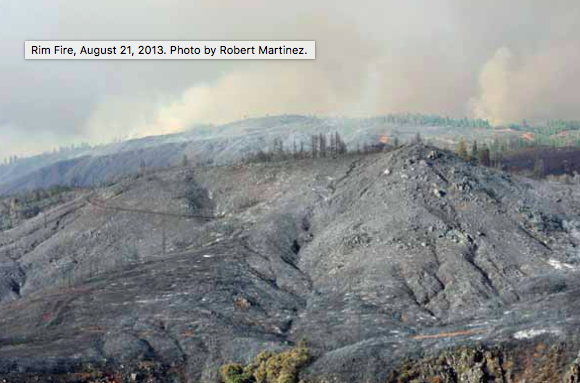 Rim Fire, August 21, 2013. Photo by Robert Martinez.